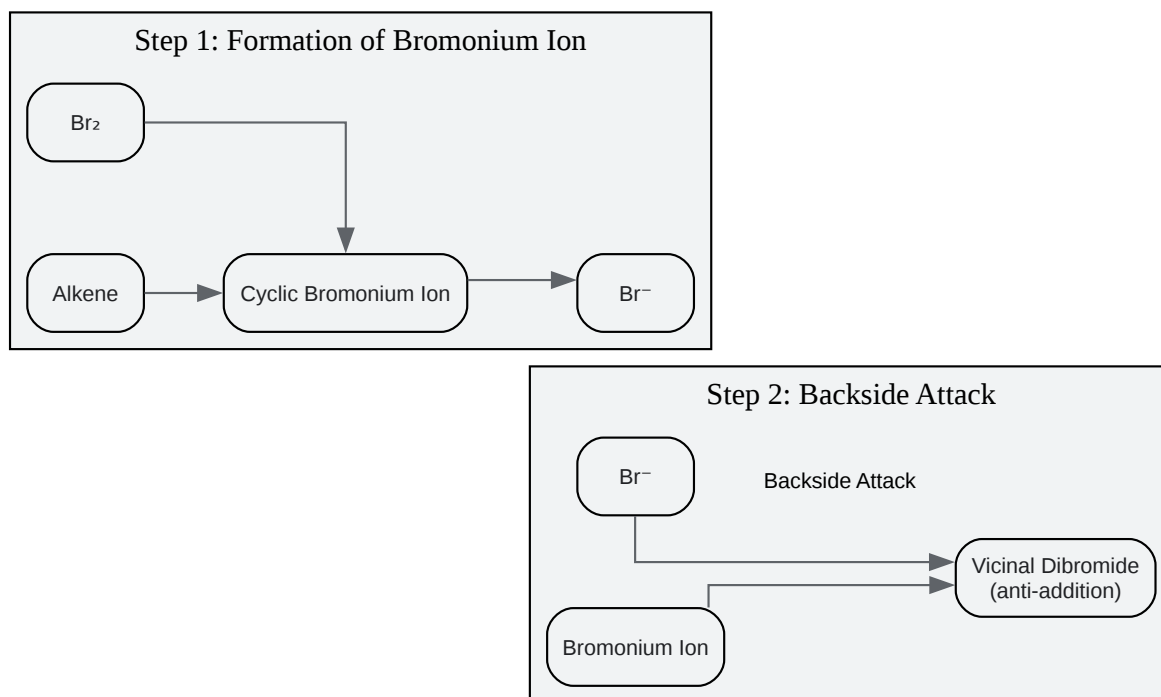 Step 1: Formation of Bromonium Ion
Br₂
Alkene
Cyclic Bromonium Ion
Br⁻
Step 2: Backside Attack
Br⁻
Backside Attack
Vicinal Dibromide
(anti-addition)
Bromonium Ion